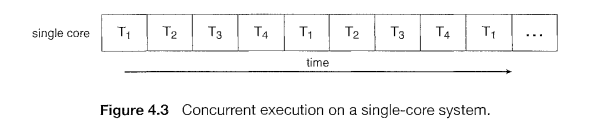 single core T₁ T₂ T₃ T₄ T₁ T₂ T₃ T₄ T₁ ...
time
Figure 4.3 Concurrent execution on a single-core system.